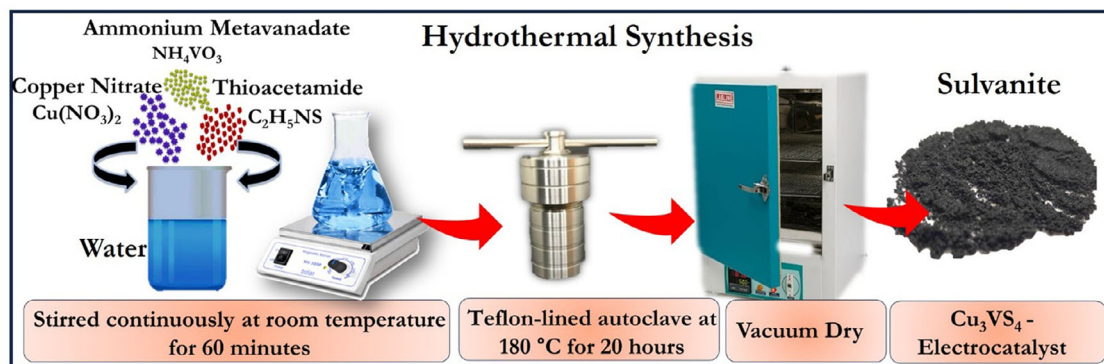 Hydrothermal Synthesis
Ammonium Metavanadate
NH₄VO₃
Copper Nitrate
Cu(NO₃)₂
Thioacetamide
C₂H₅NS
Water
Sulvanite
Stirred continuously at room temperature
for 60 minutes
Teflon-lined autoclave at
180 °C for 20 hours
Vacuum Dry
Cu₃VS₄ -
Electrocatalyst